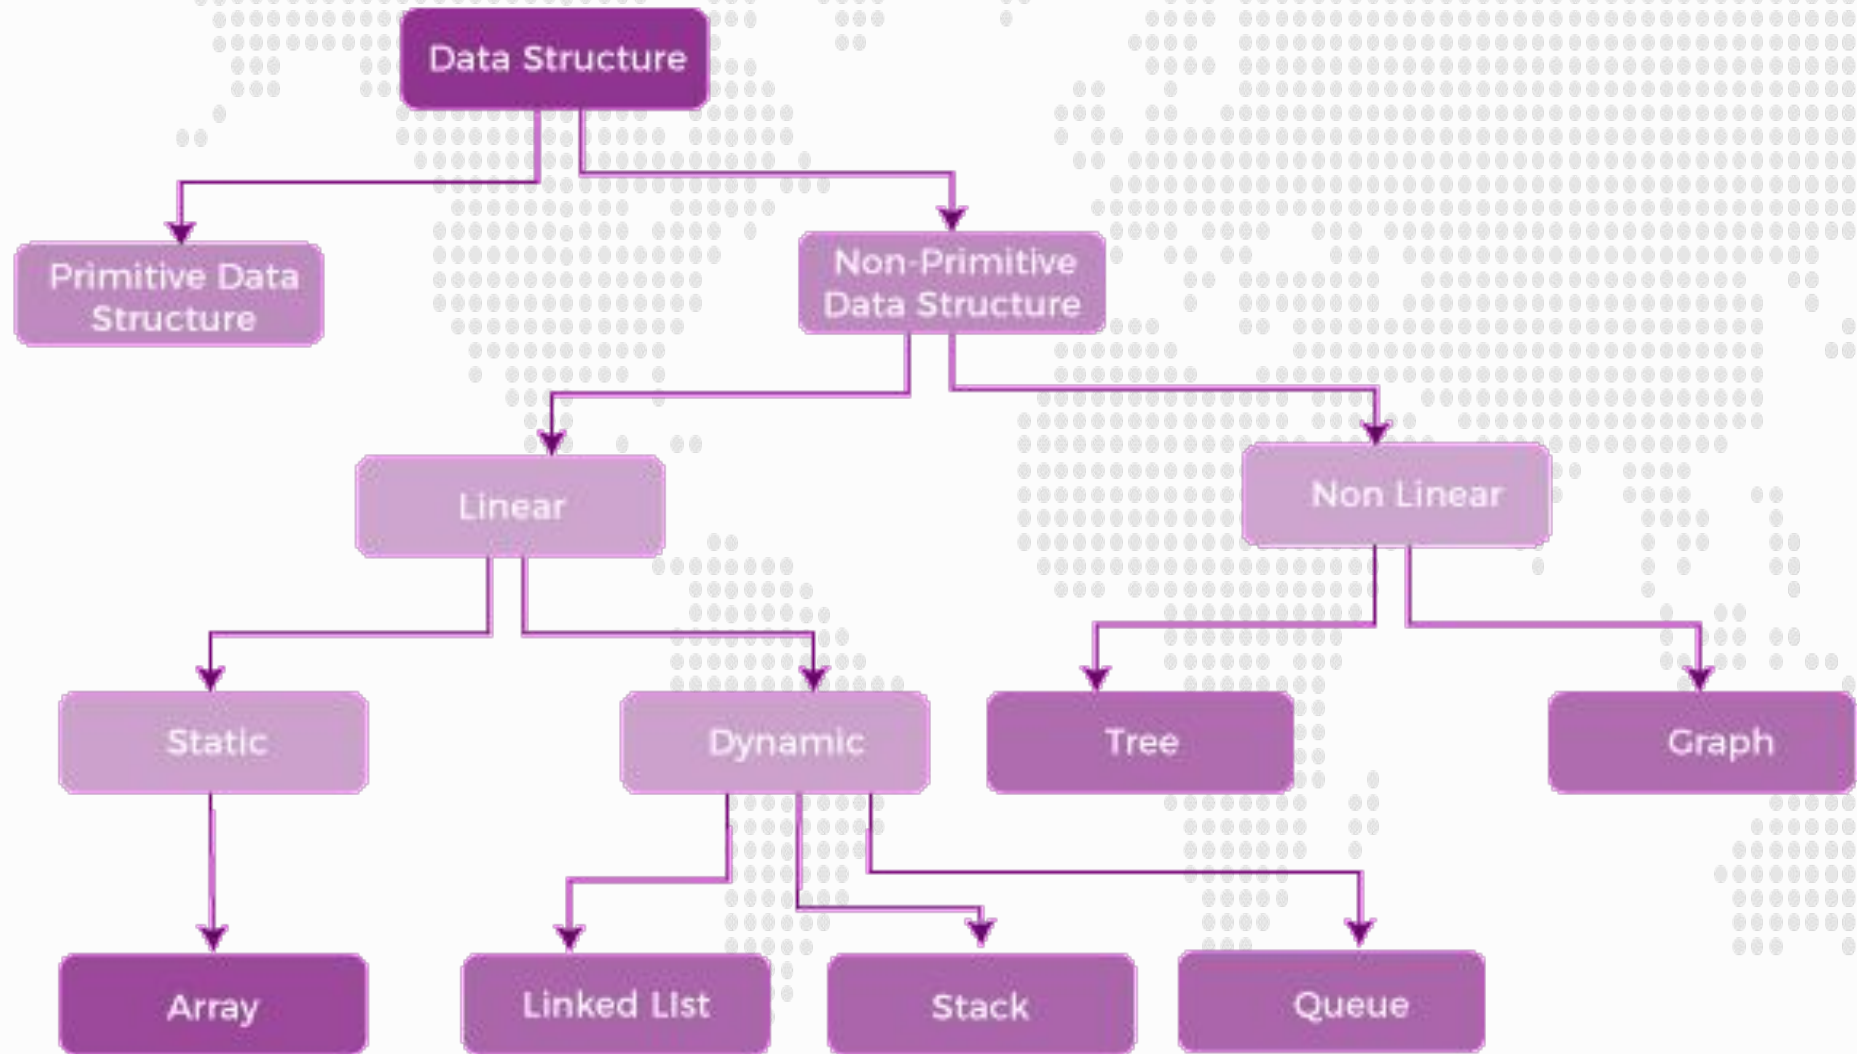 Data Structure
Primitive Data
Structure
Non-Primitive
Data Structure
Linear
Non Linear
Static
Dynamic
Tree
Graph
Array
Linked LIst
Stack
Queue